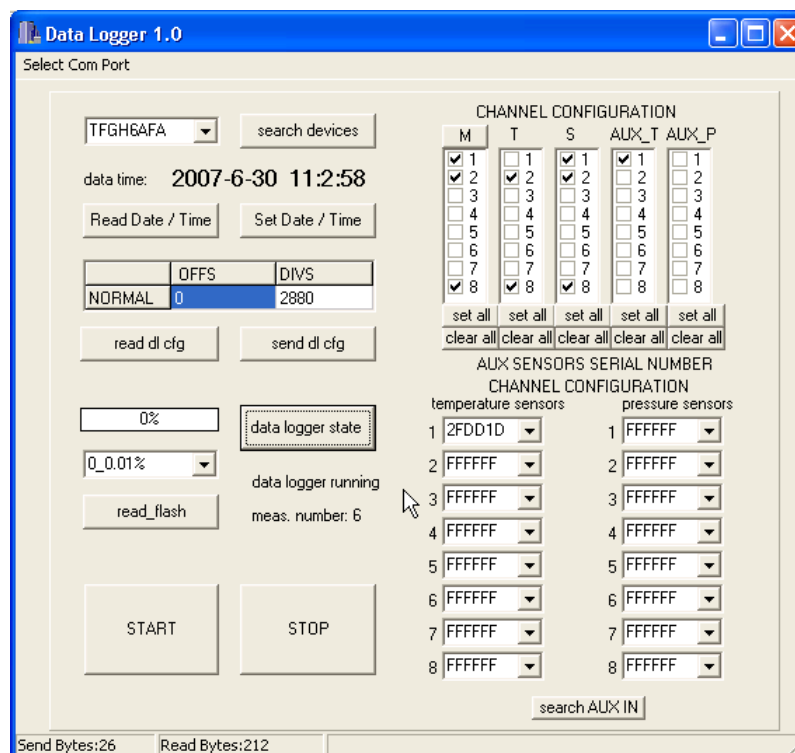 Data Logger 1.0
Select Com Port
TFGH6AFA
search devices
data time: 2007-6-30 11:2:58
Read Date / Time
Set Date / Time
OFFS DIVS
NORMAL 0 2880
read dl cfg
send dl cfg
0%
data logger state
0_0.01%
data logger running
read_flash
meas. number: 6
START
STOP
CHANNEL CONFIGURATION
M T S AUX_T AUX_P
1 1 1 1 1
2 2 2 2 2
3 3 3 3 3
4 4 4 4 4
5 5 5 5 5
6 6 6 6 6
7 7 7 7 7
8 8 8 8 8
set all set all set all set all set all
clear all clear all clear all clear all clear all
AUX SENSORS SERIAL NUMBER
CHANNEL CONFIGURATION
temperature sensors pressure sensors
1 2FDD1D 1 FFFFFF
2 FFFFFF 2 FFFFFF
3 FFFFFF 3 FFFFFF
4 FFFFFF 4 FFFFFF
5 FFFFFF 5 FFFFFF
6 FFFFFF 6 FFFFFF
7 FFFFFF 7 FFFFFF
8 FFFFFF 8 FFFFFF
search AUX IN
Send Bytes:26 Read Bytes:212